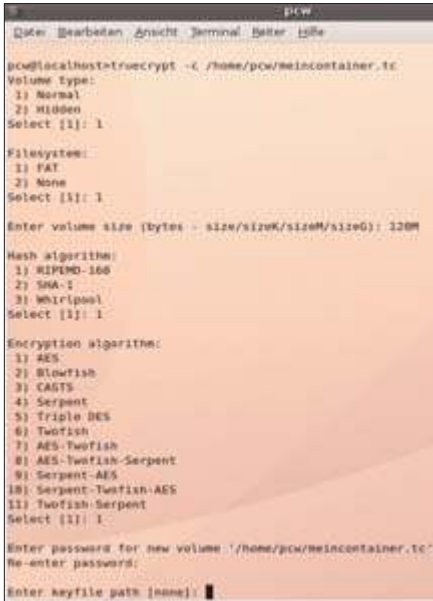 pcw
Datei Bearbeiten Ansicht Terminal Reiter Hilfe
pcw@localhost>truecrypt -c /home/pcw/meincontainer.tc
Volume type:
1) Normal
2) Hidden
Select [1]: 1
Filesystem:
1) FAT
2) None
Select [1]: 1
Enter volume size (bytes - size/sizeK/sizeM/sizeG): 120M
Hash algorithm:
1) RIPEMD-160
2) SHA-1
3) Whirlpool
Select [1]: 1
Encryption algorithm:
1) AES
2) Blowfish
3) CAST5
4) Serpent
5) Triple DES
6) Twofish
7) AES-Twofish
8) AES-Twofish-Serpent
9) Serpent-AES
10) Serpent-Twofish-AES
11) Twofish-Serpent
Select [1]: 1
Enter password for new volume '/home/pcw/meincontainer.tc'
Re-enter password:
Enter keyfile path [none]: